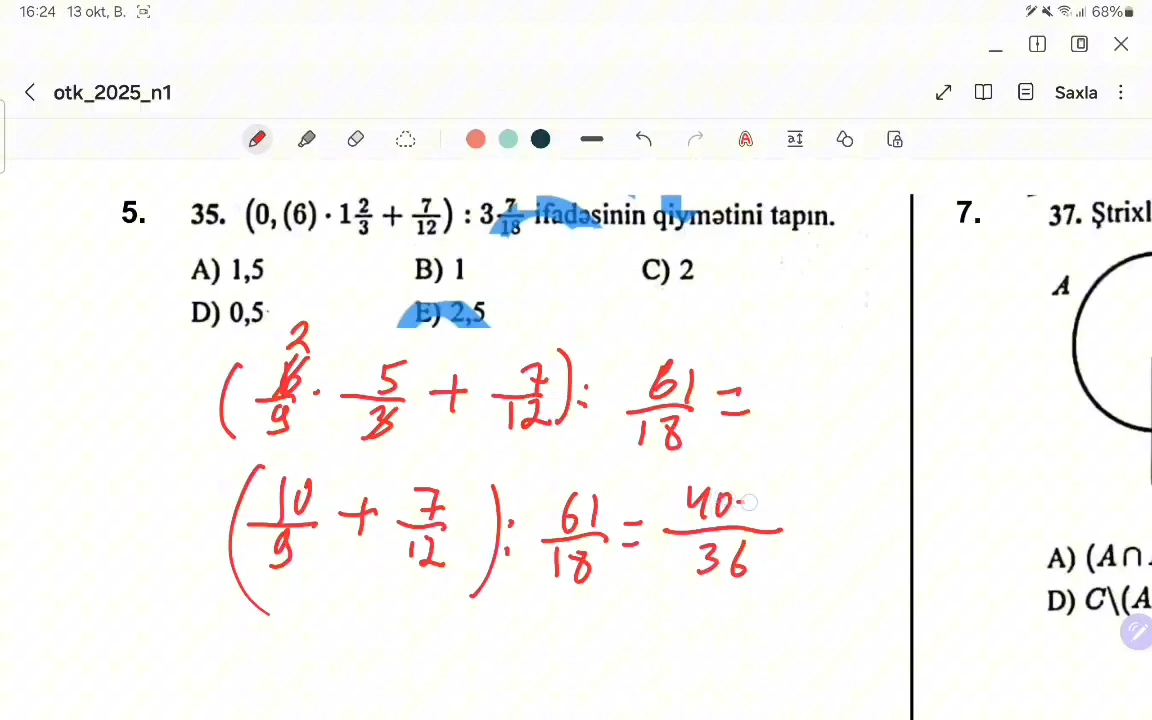 16:24 13 okt, B. 68%
otk_2025_n1 Saxla
5. 35. (0,(6) · 1 2/3 + 7/12) : 3 7/18 ifadəsinin qiymətini tapın.
A) 1,5 B) 1 C) 2
D) 0,5 E) 2,5
(6/9 2 · 5/3 + 7/12) : 61/18 =
(10/9 + 7/12) : 61/18 = 40/36
7. 37. Ştrixl
A
A) (A∩
D) C\(A